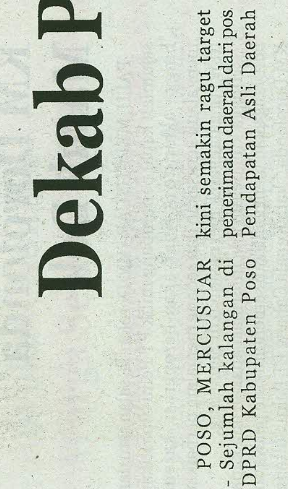 Dekab P
POSO, MERCUSUAR
- Sejumlah kalangan di
DPRD Kabupaten Poso
kini semakin ragu target
penerimaan daerah dari pos
Pendapatan Asli Daerah